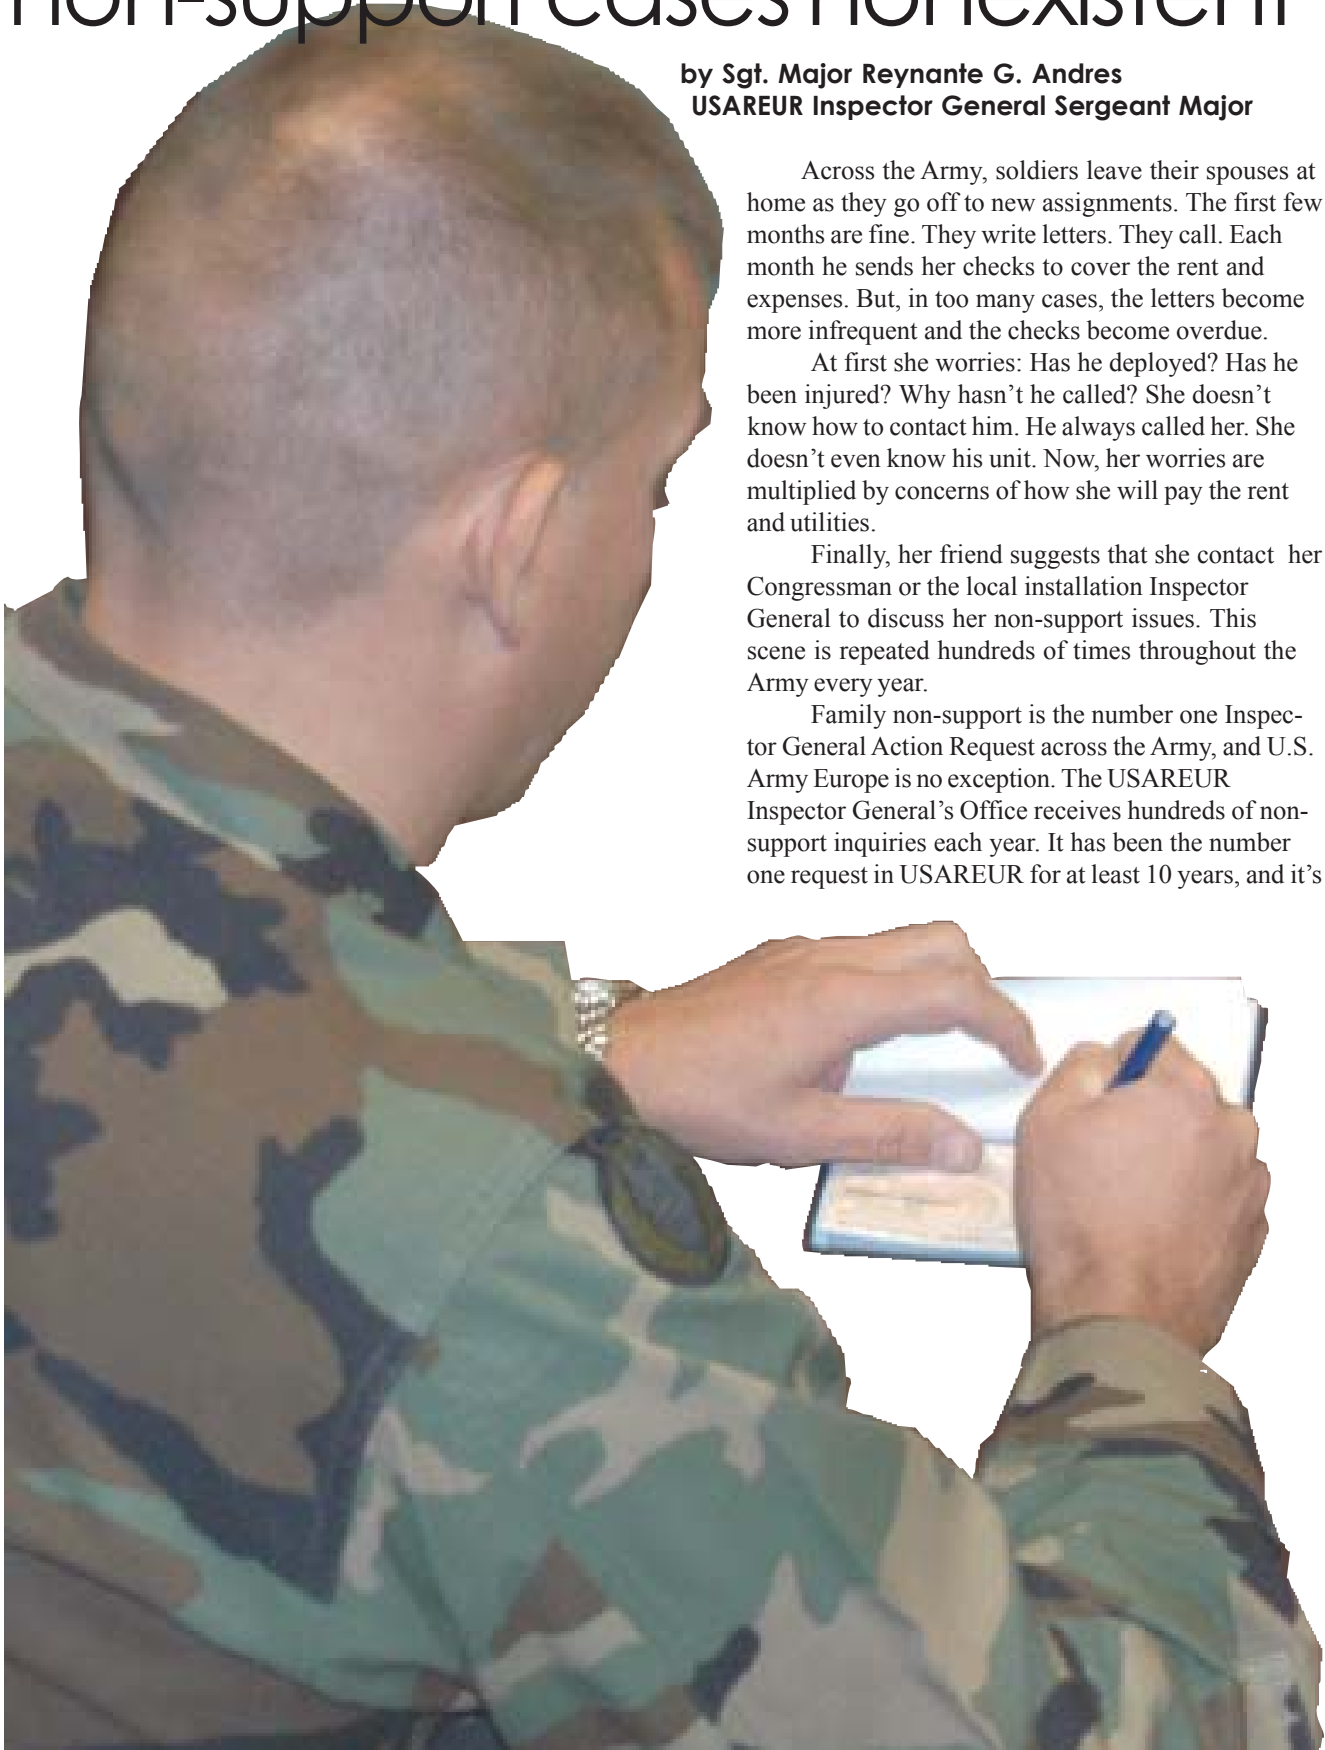 non-support cases nonexistent
by Sgt. Major Reynante G. Andres
USAREUR Inspector General Sergeant Major
Across the Army, soldiers leave their spouses at
home as they go off to new assignments. The first few
months are fine. They write letters. They call. Each
month he sends her checks to cover the rent and
expenses. But, in too many cases, the letters become
more infrequent and the checks become overdue.
At first she worries: Has he deployed? Has he
been injured? Why hasn’t he called? She doesn’t
know how to contact him. He always called her. She
doesn’t even know his unit. Now, her worries are
multiplied by concerns of how she will pay the rent
and utilities.
Finally, her friend suggests that she contact her
Congressman or the local installation Inspector
General to discuss her non-support issues. This
scene is repeated hundreds of times throughout the
Army every year.
Family non-support is the number one Inspec-
tor General Action Request across the Army, and U.S.
Army Europe is no exception. The USAREUR
Inspector General’s Office receives hundreds of non-
support inquiries each year. It has been the number
one request in USAREUR for at least 10 years, and it’s